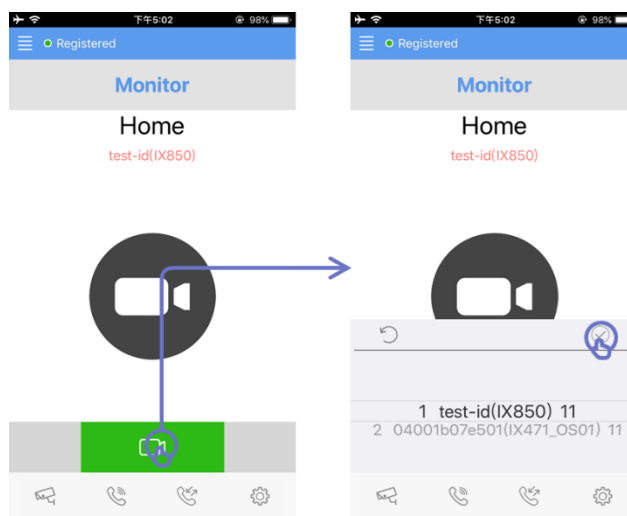 下午5:02
98%
Registered
Monitor
Home
test-id(IX850)
下午5:02
98%
Registered
Monitor
Home
test-id(IX850)
1 test-id(IX850) 11
2 04001b07e501(IX471_OS01) 11